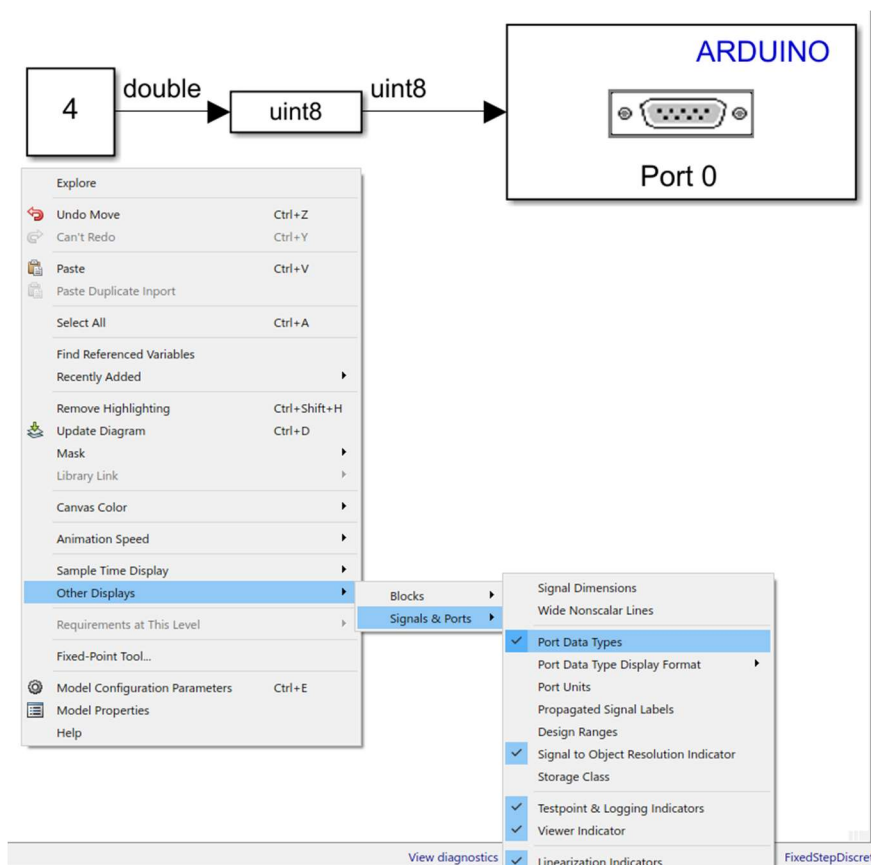 ARDUINO
4
double
uint8
uint8
Port 0
Explore
Undo Move Ctrl+Z
Can't Redo Ctrl+Y
Paste Ctrl+V
Paste Duplicate Inport
Select All Ctrl+A
Find Referenced Variables
Recently Added
Remove Highlighting Ctrl+Shift+H
Update Diagram Ctrl+D
Mask
Library Link
Canvas Color
Animation Speed
Sample Time Display
Other Displays
Requirements at This Level
Fixed-Point Tool...
Model Configuration Parameters Ctrl+E
Model Properties
Help
Blocks
Signals & Ports
Signal Dimensions
Wide Nonscalar Lines
Port Data Types
Port Data Type Display Format
Port Units
Propagated Signal Labels
Design Ranges
Signal to Object Resolution Indicator
Storage Class
Testpoint & Logging Indicators
Viewer Indicator
Linearization Indicators
View diagnostics
FixedStepDiscre